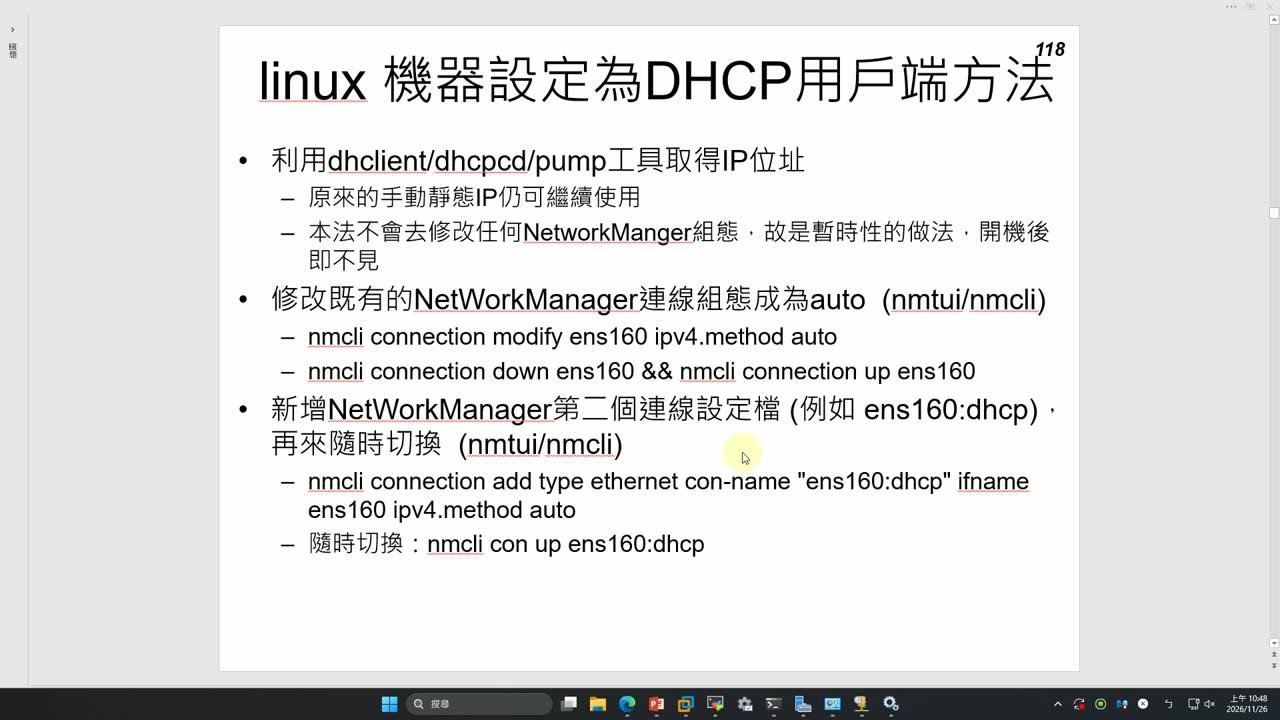 118
linux 機器設定為DHCP用戶端方法
• 利用dhclient/dhcpcd/pump工具取得IP位址
– 原來的手動靜態IP仍可繼續使用
– 本法不會去修改任何NetworkManger組態，故是暫時性的做法，開機後
即不見
• 修改既有的NetWorkManager連線組態成為auto (nmtui/nmcli)
– nmcli connection modify ens160 ipv4.method auto
– nmcli connection down ens160 && nmcli connection up ens160
• 新增NetWorkManager第二個連線設定檔 (例如 ens160:dhcp)，
再來隨時切換 (nmtui/nmcli)
– nmcli connection add type ethernet con-name "ens160:dhcp" ifname
ens160 ipv4.method auto
– 隨時切換：nmcli con up ens160:dhcp
搜尋
上午 10:48
2026/11/26